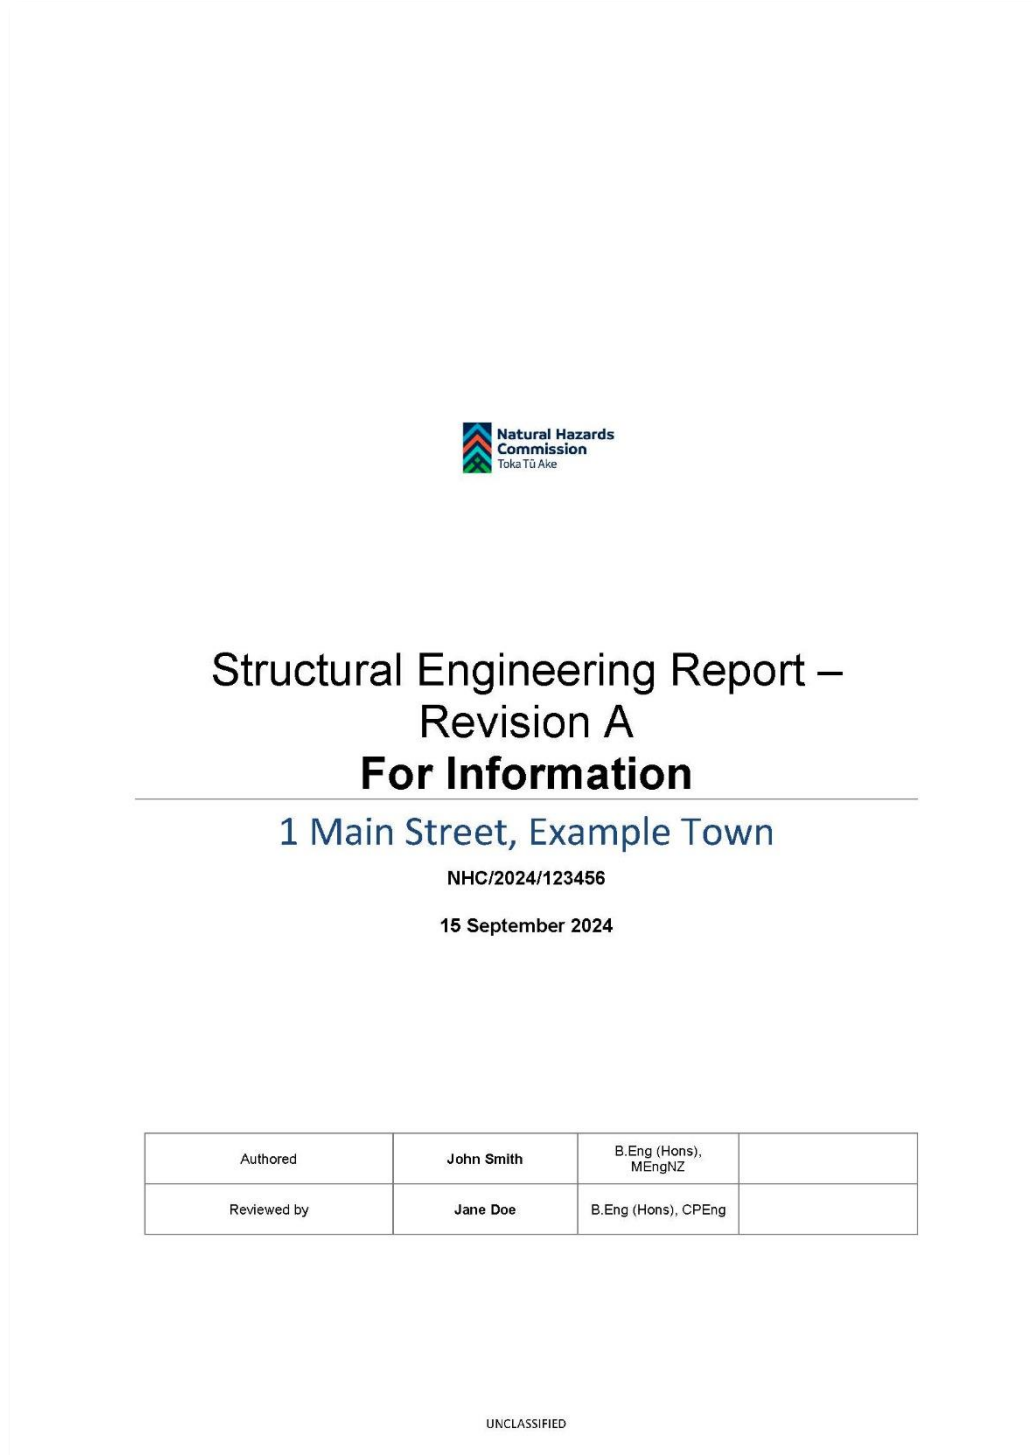 Natural Hazards
Commission
Toka Tū Ake
Structural Engineering Report –
Revision A
For Information
1 Main Street, Example Town
NHC/2024/123456
15 September 2024
Authored
John Smith
B.Eng (Hons),
MEngNZ
Reviewed by
Jane Doe
B.Eng (Hons), CPEng
UNCLASSIFIED